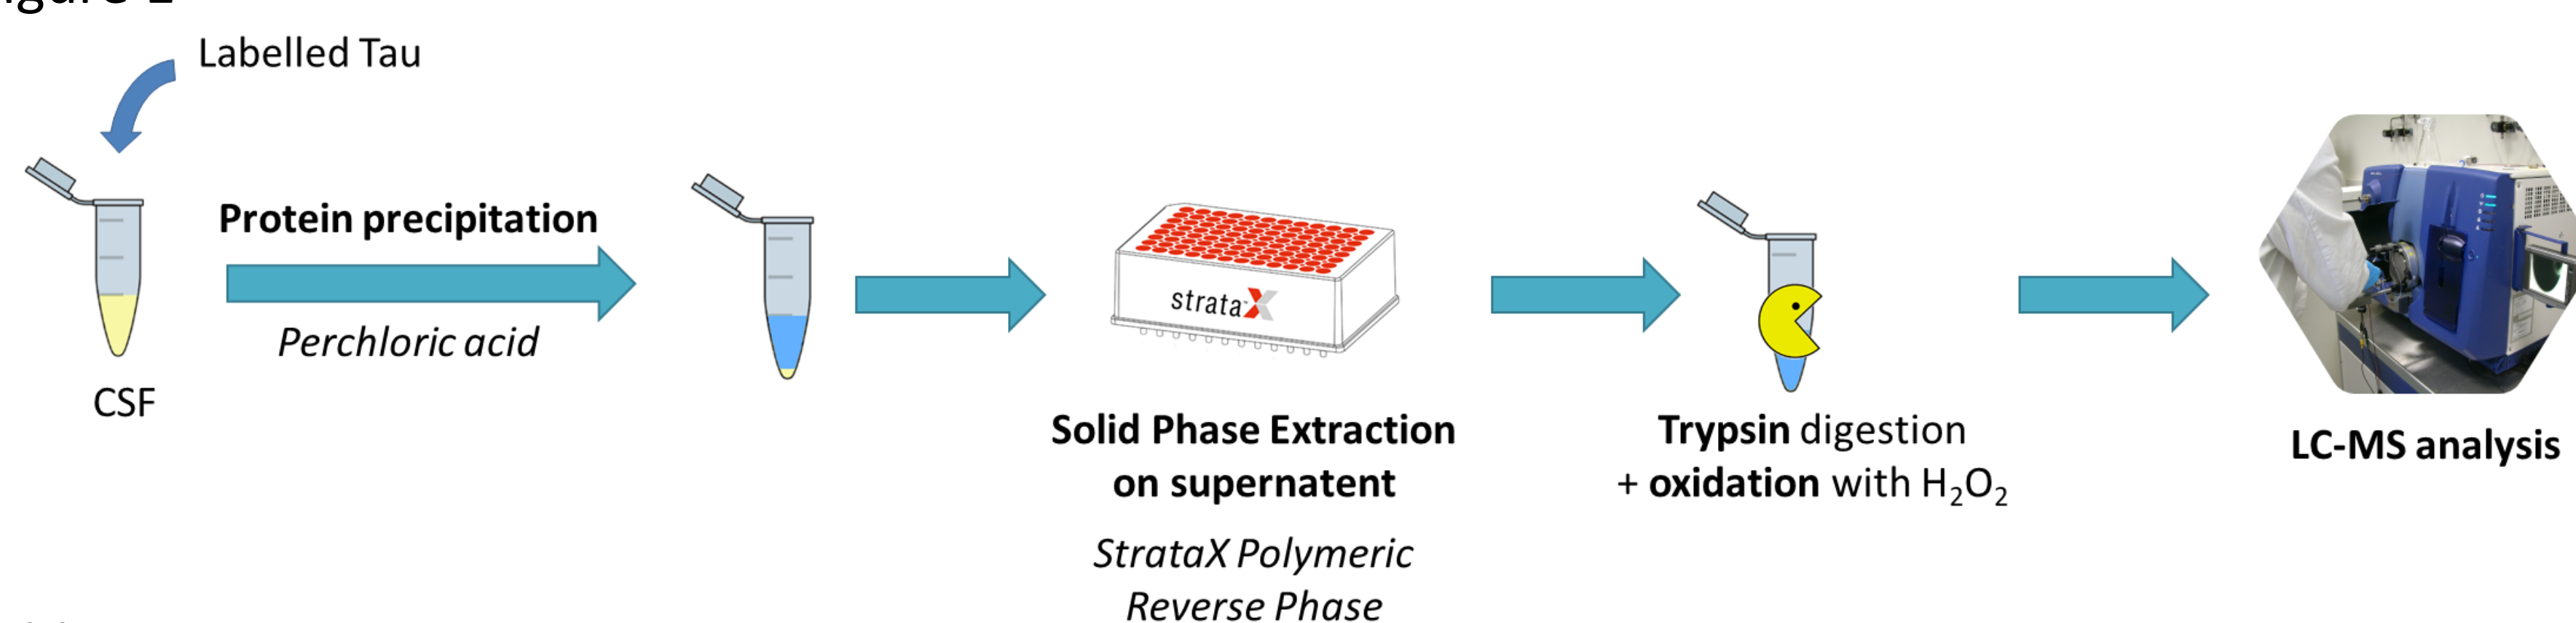 Labelled Tau
Protein precipitation
Perchloric acid
CSF
strata X
Solid Phase Extraction
on supernatent
StrataX Polymeric
Reverse Phase
Trypsin digestion
+ oxidation with H₂O₂
LC-MS analysis